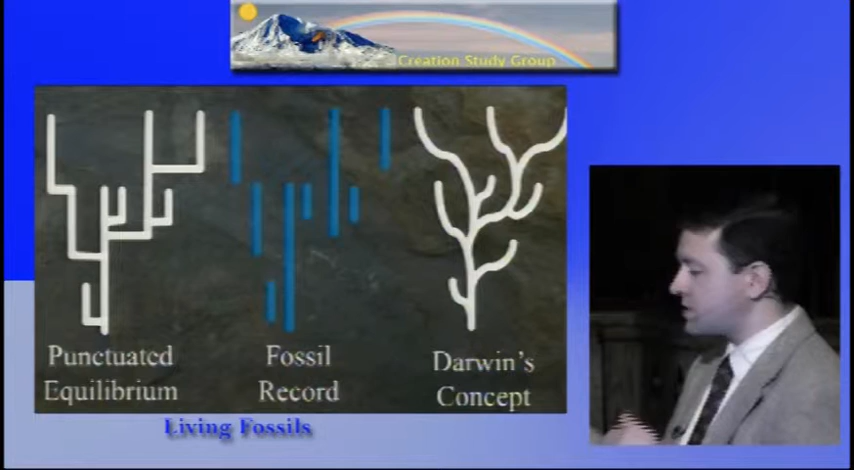 Creation Study Group
Punctuated
Equilibrium
Fossil
Record
Darwin's
Concept
Living Fossils